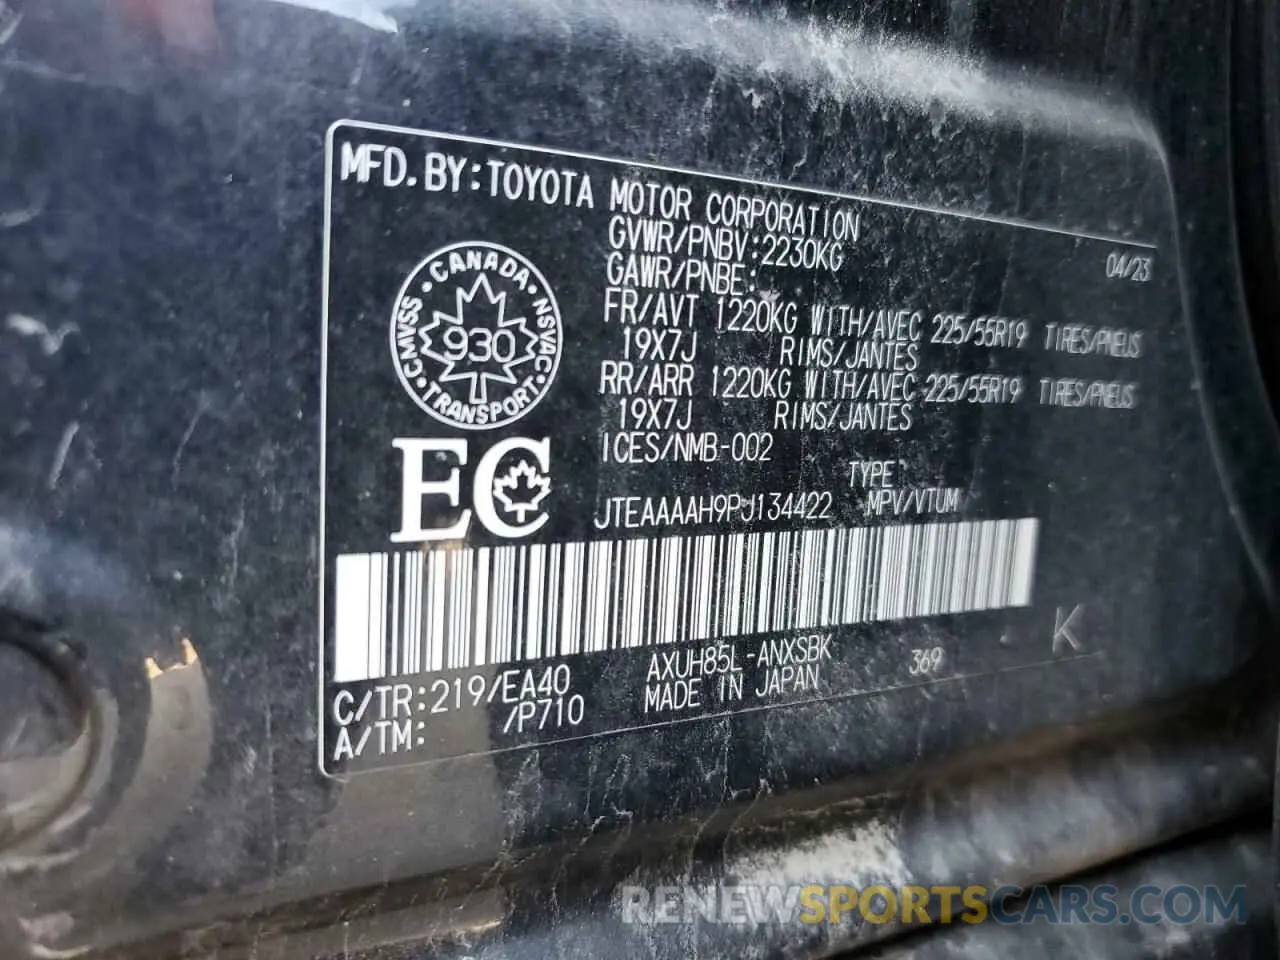 MFD. BY: TOYOTA MOTOR CORPORATION
GVWR/PNBV: 2230KG 04/23
GAWR/PNBE:
FR/AVT 1220KG WITH/AVEC 225/55R19 TIRES/PNEUS
19X7J RIMS/JANTES
RR/ARR 1220KG WITH/AVEC 225/55R19 TIRES/PNEUS
19X7J RIMS/JANTES
ICES/NMB-002
CANADA · NSVAC · TRANSPORT · CMVSS ·
930
EC
TYPE
JTEAAAAH9PJ134422 MPV/VTUM
C/TR: 219/EA40 AXUH85L-ANXSBK 369 K
A/TM: /P710 MADE IN JAPAN
RENEWSPORTSCARS.COM